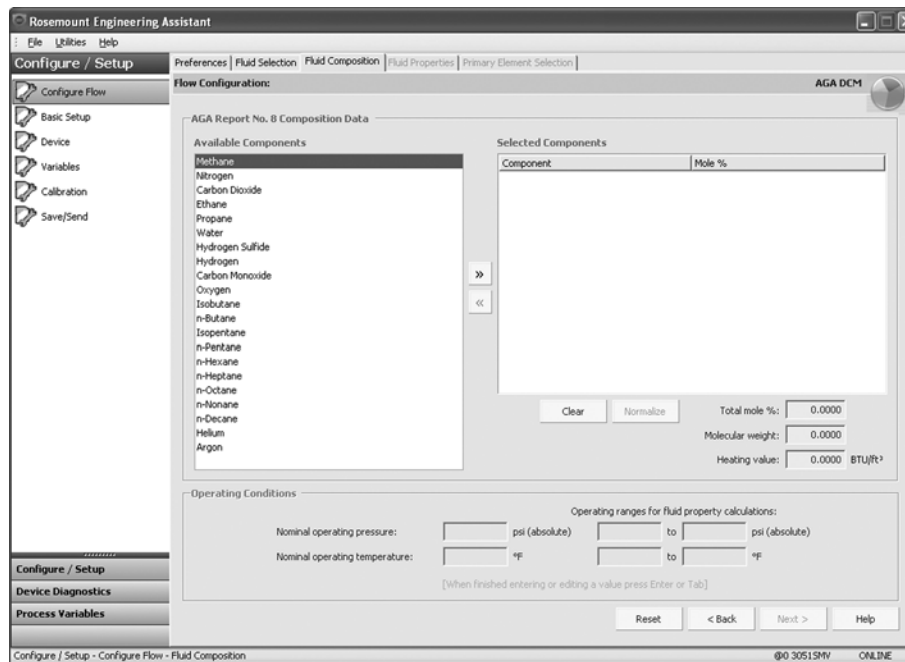 Rosemount Engineering Assistant
File Utilities Help
Configure / Setup
Configure Flow
Basic Setup
Device
Variables
Calibration
Save/Send
Configure / Setup
Device Diagnostics
Process Variables
Preferences Fluid Selection Fluid Composition Fluid Properties Primary Element Selection
Flow Configuration: AGA DCM
AGA Report No. 8 Composition Data
Available Components
Methane
Nitrogen
Carbon Dioxide
Ethane
Propane
Water
Hydrogen Sulfide
Hydrogen
Carbon Monoxide
Oxygen
Isobutane
n-Butane
Isopentane
n-Pentane
n-Hexane
n-Heptane
n-Octane
n-Nonane
n-Decane
Helium
Argon
»
«
Selected Components
Component Mole %
Clear Normalize Total mole %: 0.0000
Molecular weight: 0.0000
Heating value: 0.0000 BTU/ft³
Operating Conditions
Operating ranges for fluid property calculations:
Nominal operating pressure: psi (absolute) to psi (absolute)
Nominal operating temperature: °F to °F
[When finished entering or editing a value press Enter or Tab]
Reset < Back Next > Help
Configure / Setup - Configure Flow - Fluid Composition @0 3051SMV ONLINE